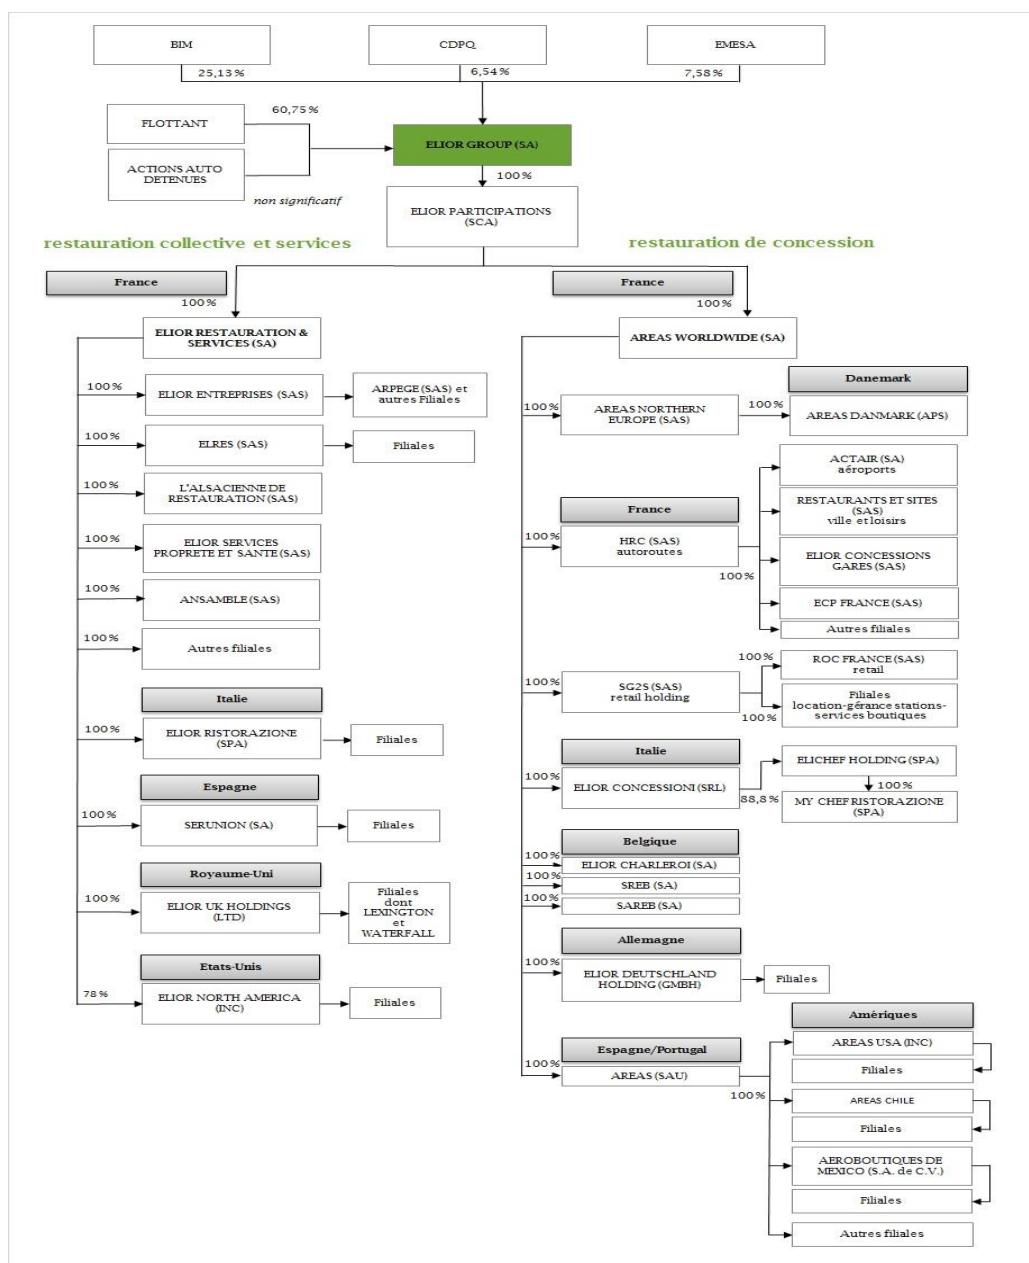 BIM
CDPQ
EMESA
25,13%
6,54%
7,58%
60,75%
FLOTTANT
ELIOR GROUP (SA)
ACTIONS AUTO
DETENUES
100%
non significatif
ELIOR PARTICIPATIONS
(SCA)
restauration collective et services
restauration de concession
France
100%
ELIOR RESTAURATION &
SERVICES (SA)
100%
ELIOR ENTREPRISES (SAS)
ARPEGE (SAS) et
autres Filiales
100%
ELRES (SAS)
Filiales
100%
L'ALSACIENNE DE
RESTAURATION (SAS)
100%
ELIOR SERVICES
PROPRETE ET SANTE (SAS)
100%
ANSAMBLE (SAS)
100%
Autres filiales
Italie
100%
ELIOR RISTORAZIONE
(SPA)
Filiales
Espagne
100%
SERUNION (SA)
Filiales
Royaume-Uni
100%
ELIOR UK HOLDINGS
(LTD)
Filiales
dont
LEXINGTON
et
WATERFALL
Etats-Unis
78%
ELIOR NORTH AMERICA
(INC)
Filiales
France
100%
AREAS WORLDWIDE (SA)
Danemark
100%
AREAS NORTHERN
EUROPE (SAS)
100%
AREAS DANMARK (APS)
France
100%
HRC (SAS)
autoroutes
100%
ACTAIR (SA)
aéroports
RESTAURANTS ET SITES
(SAS)
ville et loisirs
ELIOR CONCESSIONS
GARES (SAS)
ECP FRANCE (SAS)
Autres filiales
100%
SG2S (SAS)
retail holding
100%
ROC FRANCE (SAS)
retail
100%
Filiales
location-gérance stations-
services boutiques
Italie
100%
ELIOR CONCESSIONI (SRL)
88,8%
ELICHEF HOLDING (SPA)
100%
MY CHEF RISTORAZIONE
(SPA)
Belgique
100%
ELIOR CHARLEROI (SA)
100%
SREB (SA)
100%
SAREB (SA)
Allemagne
100%
ELIOR DEUTSCHLAND
HOLDING (GMBH)
Filiales
Espagne/Portugal
100%
AREAS (SAU)
100%
Amériques
AREAS USA (INC)
Filiales
AREAS CHILE
Filiales
AEROBOUTIQUES DE
MEXICO (S.A. de C.V.)
Filiales
Autres filiales